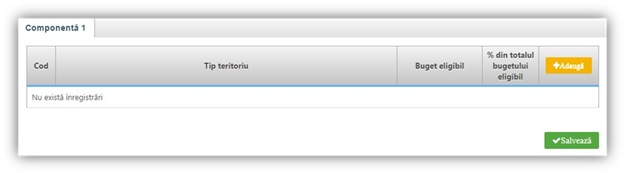 Componentă 1
Cod
Tip teritoriu
Buget eligibil
% din totalul
bugetului
eligibil
Adaugă
Nu există înregistrări
Salvează